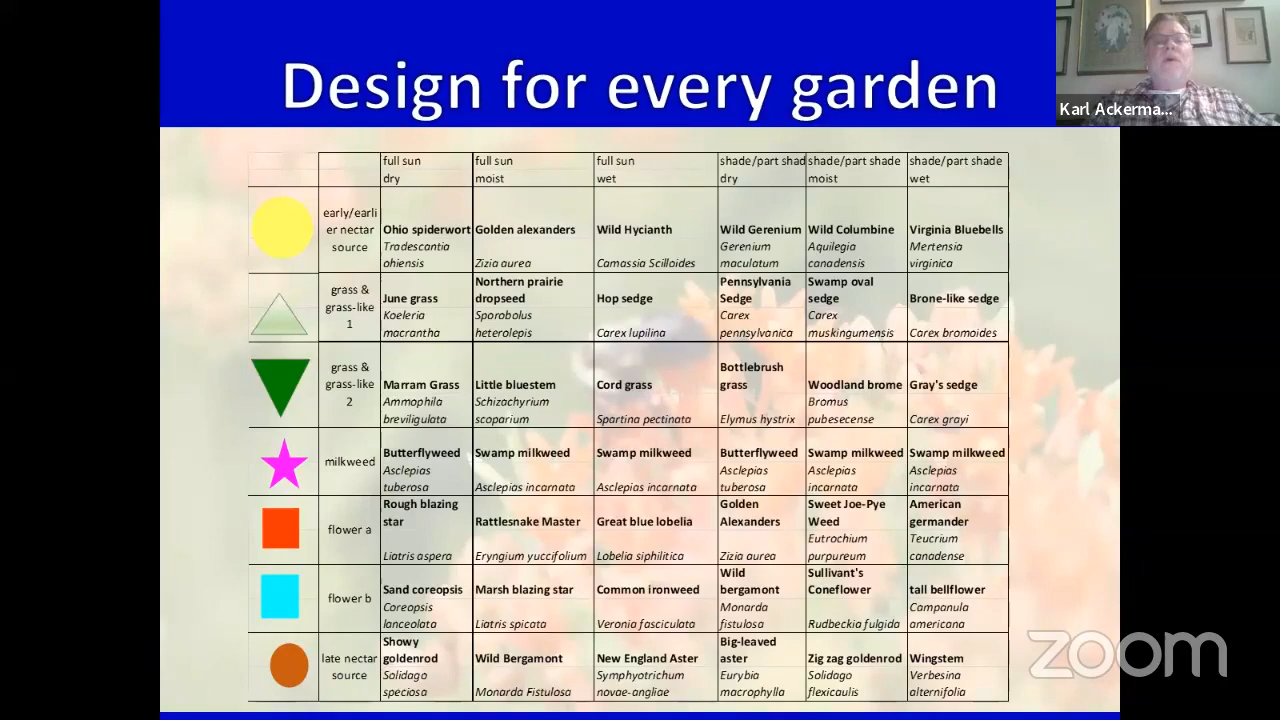 Design for every garden
Karl Ackerma...
full sun full sun full sun shade/part shad shade/part shade shade/part shade
dry moist wet dry moist wet
early/earli
er nectar
source
Ohio spiderwort Golden alexanders Wild Hycianth Wild Gerenium Wild Columbine Virginia Bluebells
Tradescantia Gerenium Aquilegia Mertensia
ohiensis Zizia aurea Camassia Scilloides maculatum canadensis virginica
grass &
grass-like
1
Northern prairie Pennsylvania Swamp oval
June grass dropseed Hop sedge Sedge sedge Brone-like sedge
Koeleria Sporobolus Carex Carex
macrantha heterolepis Carex lupilina pennsylvanica muskingumensis Carex bromoides
grass &
grass-like
2
Bottlebrush
Marram Grass Little bluestem Cord grass grass Woodland brome Gray's sedge
Ammophila Schizachyrium Bromus
breviligulata scoparium Spartina pectinata Elymus hystrix pubesecense Carex grayi
milkweed
Butterflyweed Swamp milkweed Swamp milkweed Butterflyweed Swamp milkweed Swamp milkweed
Asclepias Asclepias Asclepias Asclepias
tuberosa Asclepias incarnata Asclepias incarnata tuberosa incarnata incarnata
flower a
Rough blazing Golden Sweet Joe-Pye American
star Rattlesnake Master Great blue lobelia Alexanders Weed germander
Eutrochium Teucrium
Liatris aspera Eryngium yuccifolium Lobelia siphilitica Zizia aurea purpureum canadense
flower b
Wild Sullivant's
Sand coreopsis Marsh blazing star Common ironweed bergamont Coneflower tall bellflower
Coreopsis Monarda Campanula
lanceolata Liatris spicata Veronia fasciculata fistulosa Rudbeckia fulgida americana
late nectar
source
Showy Big-leaved
goldenrod Wild Bergamont New England Aster aster Zig zag goldenrod Wingstem
Solidago Symphyotrichum Eurybia Solidago Verbesina
speciosa Monarda Fistulosa novae-angliae macrophylla flexicaulis alternifolia
zoom